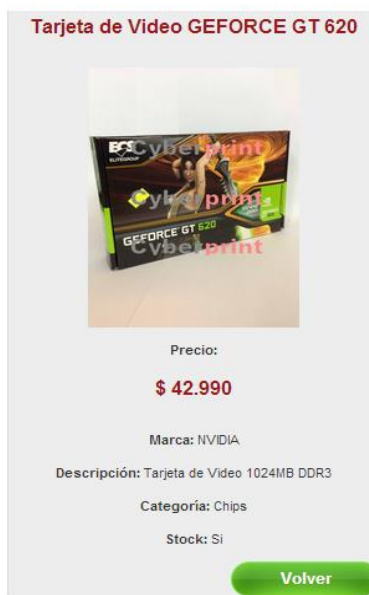 Tarjeta de Video GEFORCE GT 620
ECS
ELITEGROUP
Cyberprint
Cyberprint
GEFORCE GT 620
Cyberprint
Precio:
$ 42.990
Marca: NVIDIA
Descripción: Tarjeta de Video 1024MB DDR3
Categoría: Chips
Stock: Si
Volver